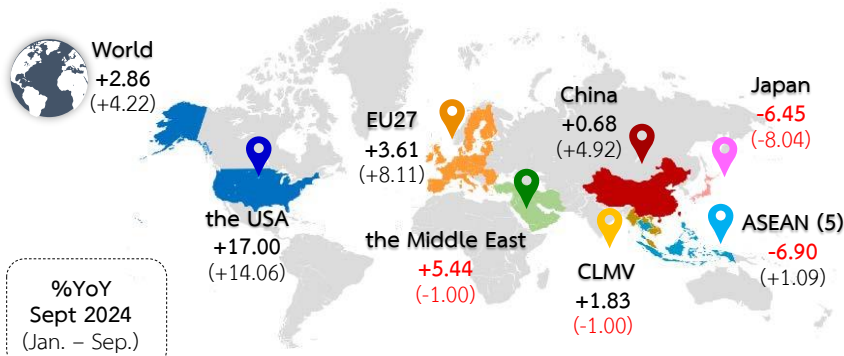 World
+2.86
(+4.22)
the USA
+17.00
(+14.06)
EU27
+3.61
(+8.11)
the Middle East
+5.44
(-1.00)
China
+0.68
(+4.92)
CLMV
+1.83
(-1.00)
Japan
-6.45
(-8.04)
ASEAN (5)
-6.90
(+1.09)
%YoY
Sept 2024
(Jan. – Sep.)